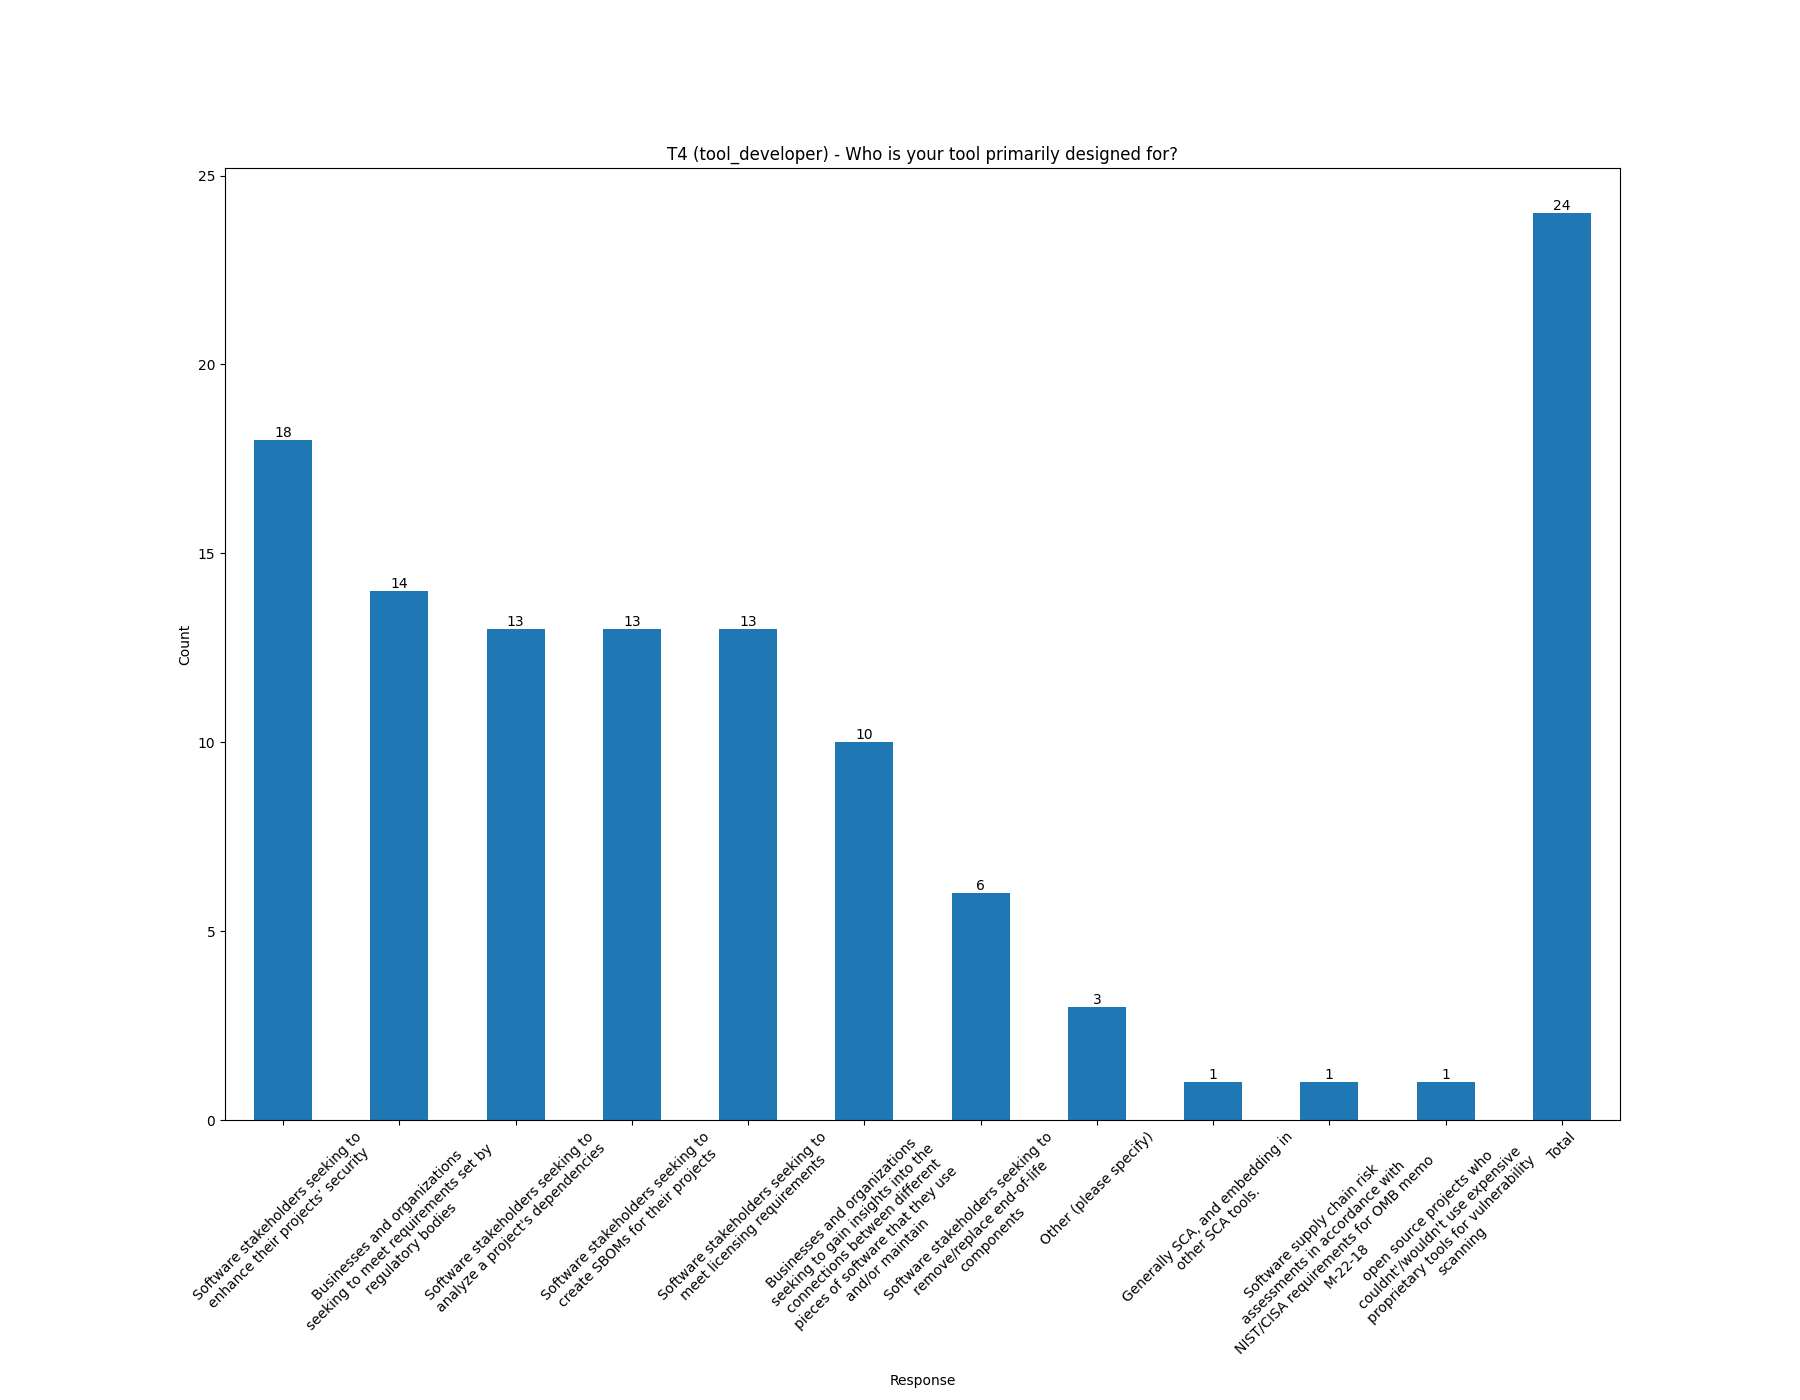 T4 (tool_developer) - Who is your tool primarily designed for?
25
20
15
10
5
0
Count
18
14
13
13
13
10
6
3
1
1
1
24
Software stakeholders seeking to
enhance their projects' security
Businesses and organizations
seeking to meet requirements set by
regulatory bodies
Software stakeholders seeking to
analyze a project's dependencies
Software stakeholders seeking to
create SBOMs for their projects
Software stakeholders seeking to
meet licensing requirements
Businesses and organizations
seeking to gain insights into the
connections between different
pieces of software that they use
and/or maintain
Software stakeholders seeking to
remove/replace end-of-life
components
Other (please specify)
Generally SCA, and embedding in
other SCA tools.
Software supply chain risk
assessments in accordance with
NIST/CISA requirements for OMB memo
M-22-18
open source projects who
couldnt'/wouldn't use expensive
proprietary tools for vulnerability
scanning
Total
Response